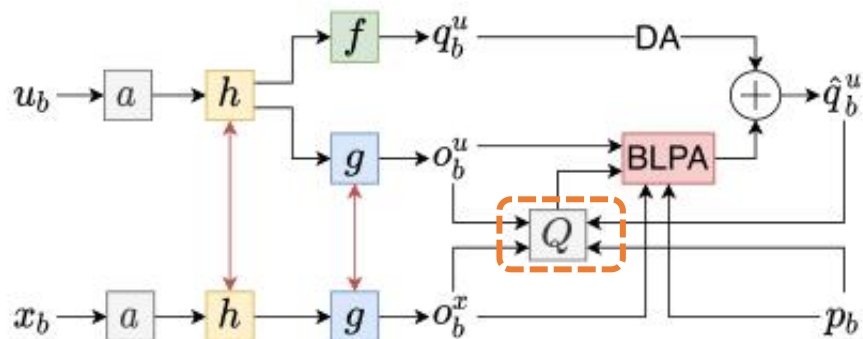 f q_b^u DA
u_b a h + \hat{q}_b^u
g o_b^u BLPA
Q
x_b a h g o_b^x p_b